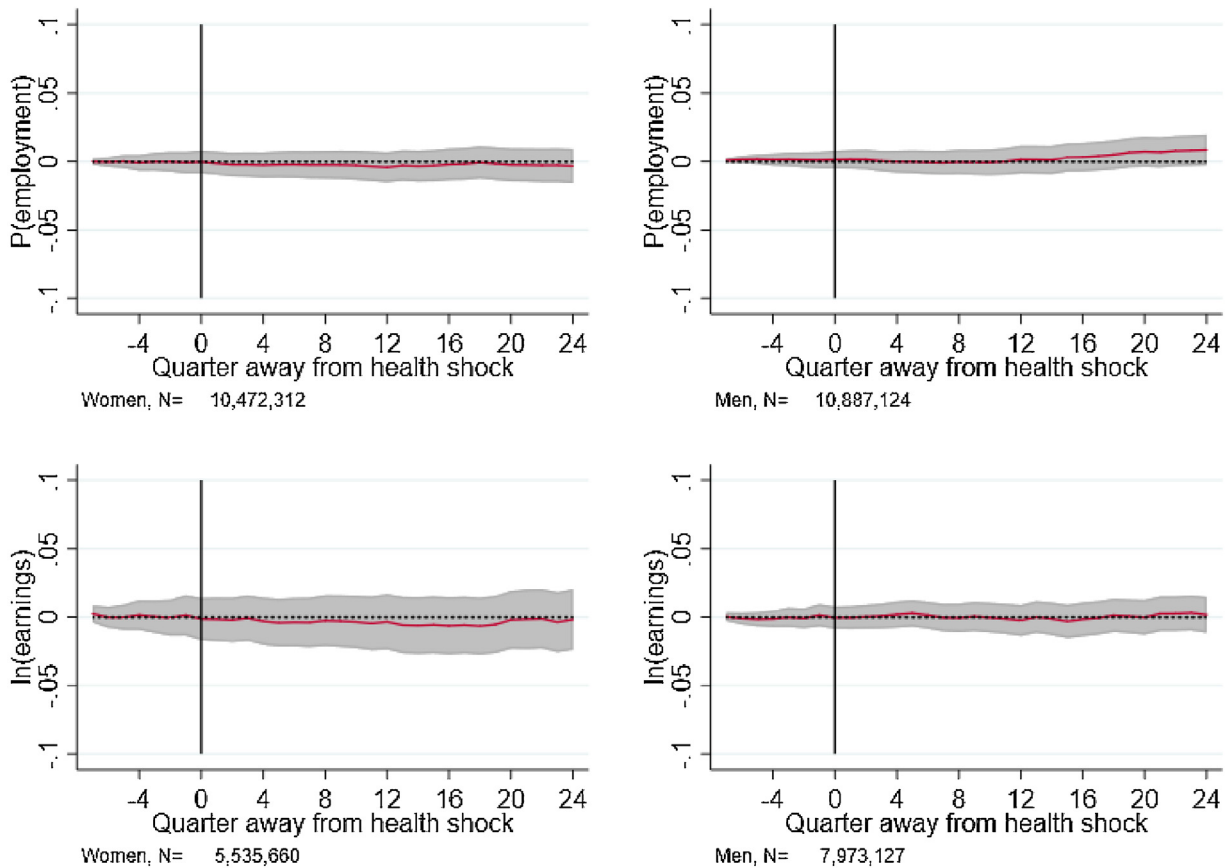 .1
.05
0
-.05
-.1
P(employment)
-4 0 4 8 12 16 20 24
Quarter away from health shock
Women, N= 10,472,312
.1
.05
0
-.05
-.1
P(employment)
-4 0 4 8 12 16 20 24
Quarter away from health shock
Men, N= 10,887,124
.1
.05
0
-.05
-.1
ln(earnings)
-4 0 4 8 12 16 20 24
Quarter away from health shock
Women, N= 5,535,660
.1
.05
0
-.05
-.1
ln(earnings)
-4 0 4 8 12 16 20 24
Quarter away from health shock
Men, N= 7,973,127